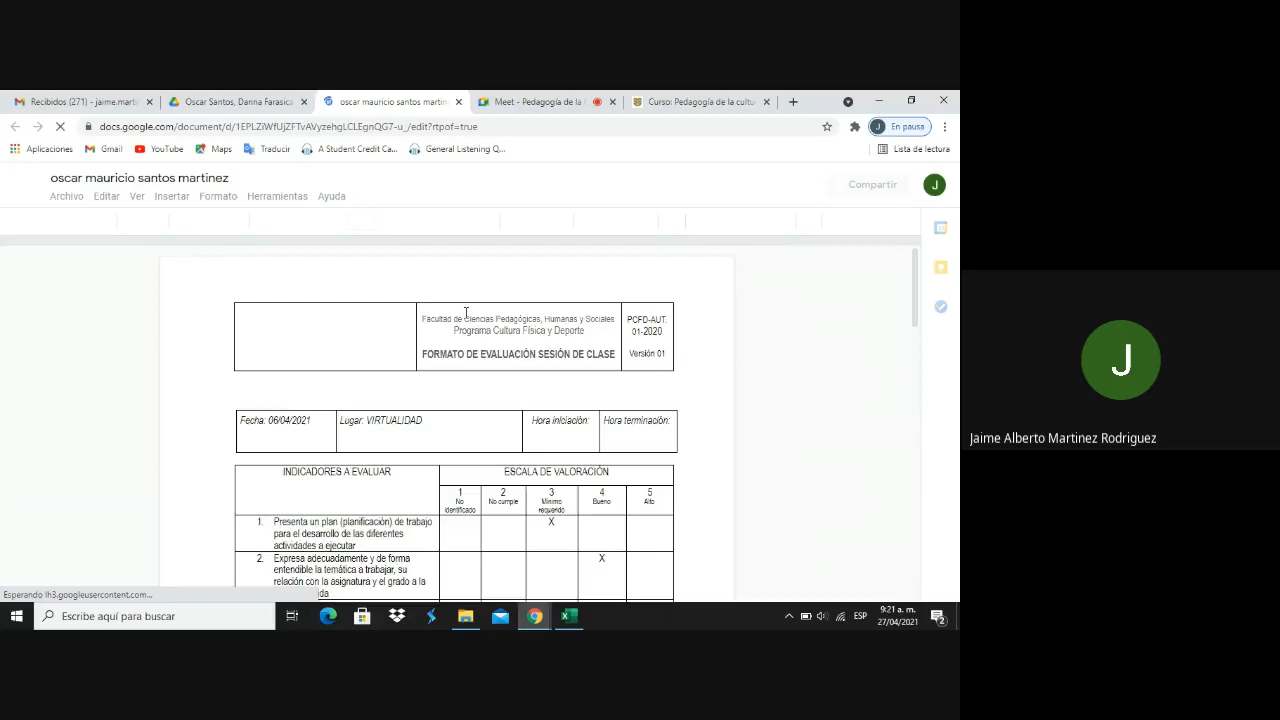 Recibidos (271) - jaime.marti
Oscar Santos, Danna Farasica
oscar mauricio santos martin
Meet - Pedagogía de la
Curso: Pedagogía de la cultu
docs.google.com/document/d/1EPLZiWfUjZFTvAVyzehgLCLEgnQG7-u_/edit?rtpof=true
J
En pausa
Aplicaciones
Gmail
YouTube
Maps
Traducir
A Student Credit Ca...
General Listening Q...
Lista de lectura
oscar mauricio santos martinez
Compartir
J
Archivo
Editar
Ver
Insertar
Formato
Herramientas
Ayuda
Facultad de Ciencias Pedagógicas, Humanas y Sociales
Programa Cultura Física y Deporte
FORMATO DE EVALUACIÓN SESIÓN DE CLASE
PCFD-AUT.
01-2020
Versión 01
Fecha: 06/04/2021
Lugar: VIRTUALIDAD
Hora iniciación:
Hora terminación:
INDICADORES A EVALUAR
ESCALA DE VALORACIÓN
1
No
identificado
2
No cumple
3
Mínimo
requerido
4
Bueno
5
Alto
1. Presenta un plan (planificación) de trabajo
para el desarrollo de las diferentes
actividades a ejecutar
X
2. Expresa adecuadamente y de forma
entendible la temática a trabajar, su
relación con la asignatura y el grado a la
X
Esperando lh3.googleusercontent.com...
Escribe aquí para buscar
ESP
9:21 a. m.
27/04/2021
2
J
Jaime Alberto Martinez Rodriguez